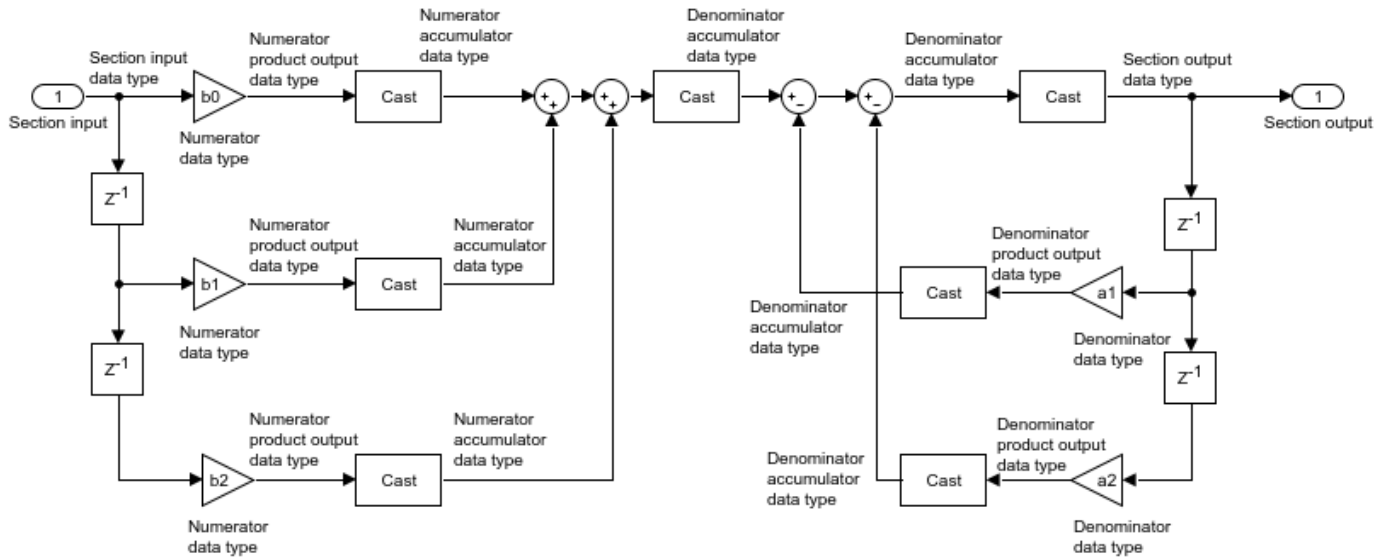 Section input
data type
Numerator
product output
data type
Numerator
accumulator
data type
Denominator
accumulator
data type
Denominator
accumulator
data type
Section output
data type
1
Section input
b0
Numerator
data type
Cast
+
+
+
+
Cast
+
−
+
−
Cast
1
Section output
Z-1
Z-1
Numerator
product output
data type
Numerator
accumulator
data type
b1
Numerator
data type
Cast
Denominator
product output
data type
Cast
a1
Denominator
accumulator
data type
Denominator
data type
Z-1
Z-1
Numerator
product output
data type
Numerator
accumulator
data type
b2
Numerator
data type
Cast
Denominator
product output
data type
Denominator
accumulator
data type
Cast
a2
Denominator
data type